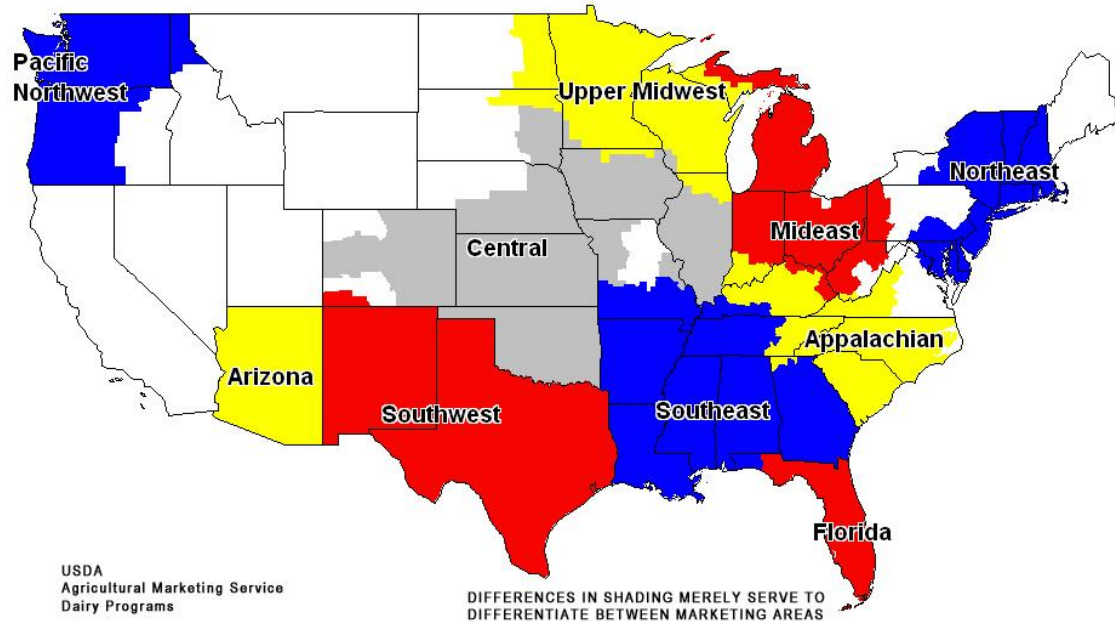 Pacific
Northwest
Upper Midwest
Northeast
Mideast
Central
Appalachian
Arizona
Southwest
Southeast
Florida
USDA
Agricultural Marketing Service
Dairy Programs
DIFFERENCES IN SHADING MERELY SERVE TO
DIFFERENTIATE BETWEEN MARKETING AREAS